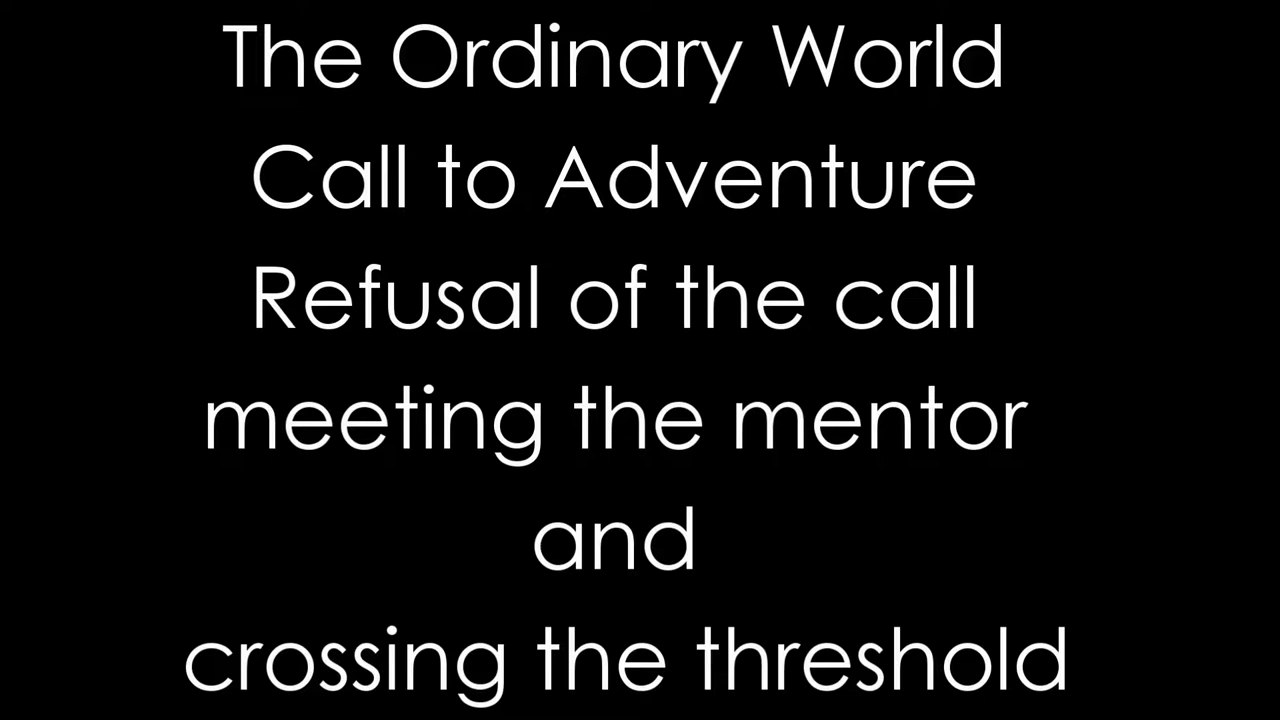 The Ordinary World
Call to Adventure
Refusal of the call
meeting the mentor
and
crossing the threshold